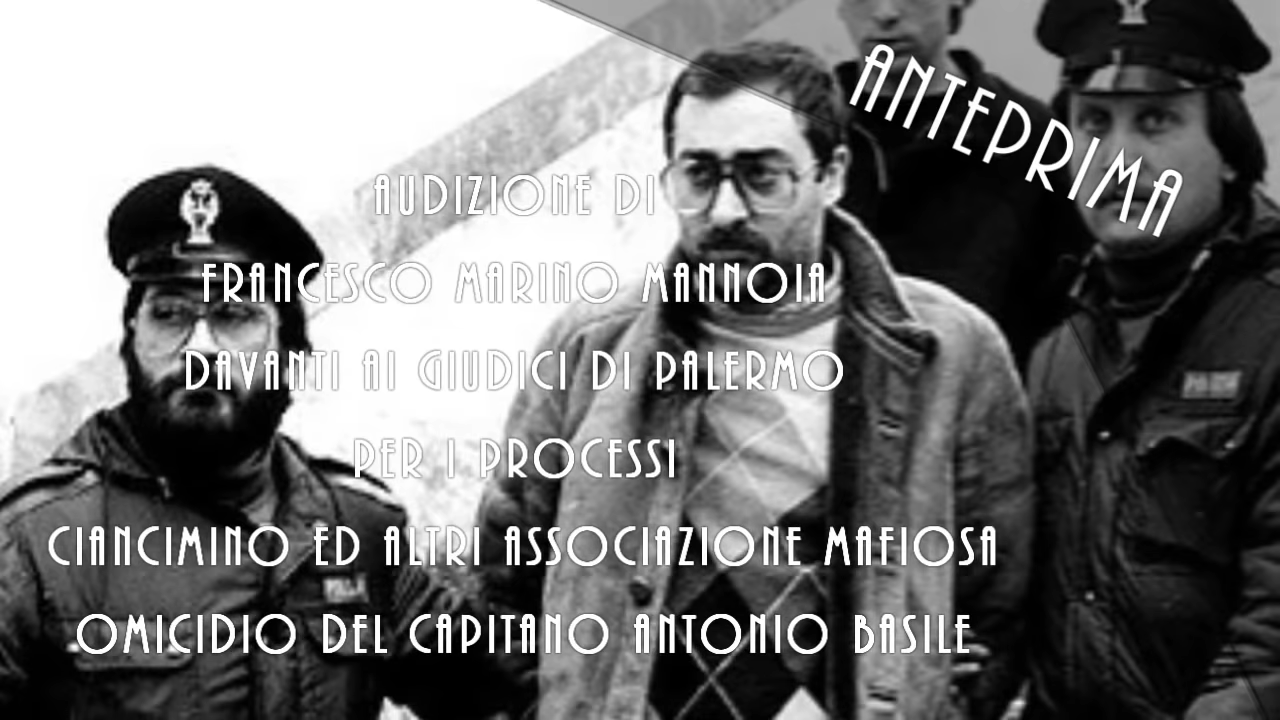 ANTEPRIMA
AUDIZIONE DI
FRANCESCO MARINO MANNOIA
DAVANTI AI GIUDICI DI PALERMO
PER I PROCESSI
CIANCIMINO ED ALTRI ASSOCIAZIONE MAFIOSA
OMICIDIO DEL CAPITANO ANTONIO BASILE